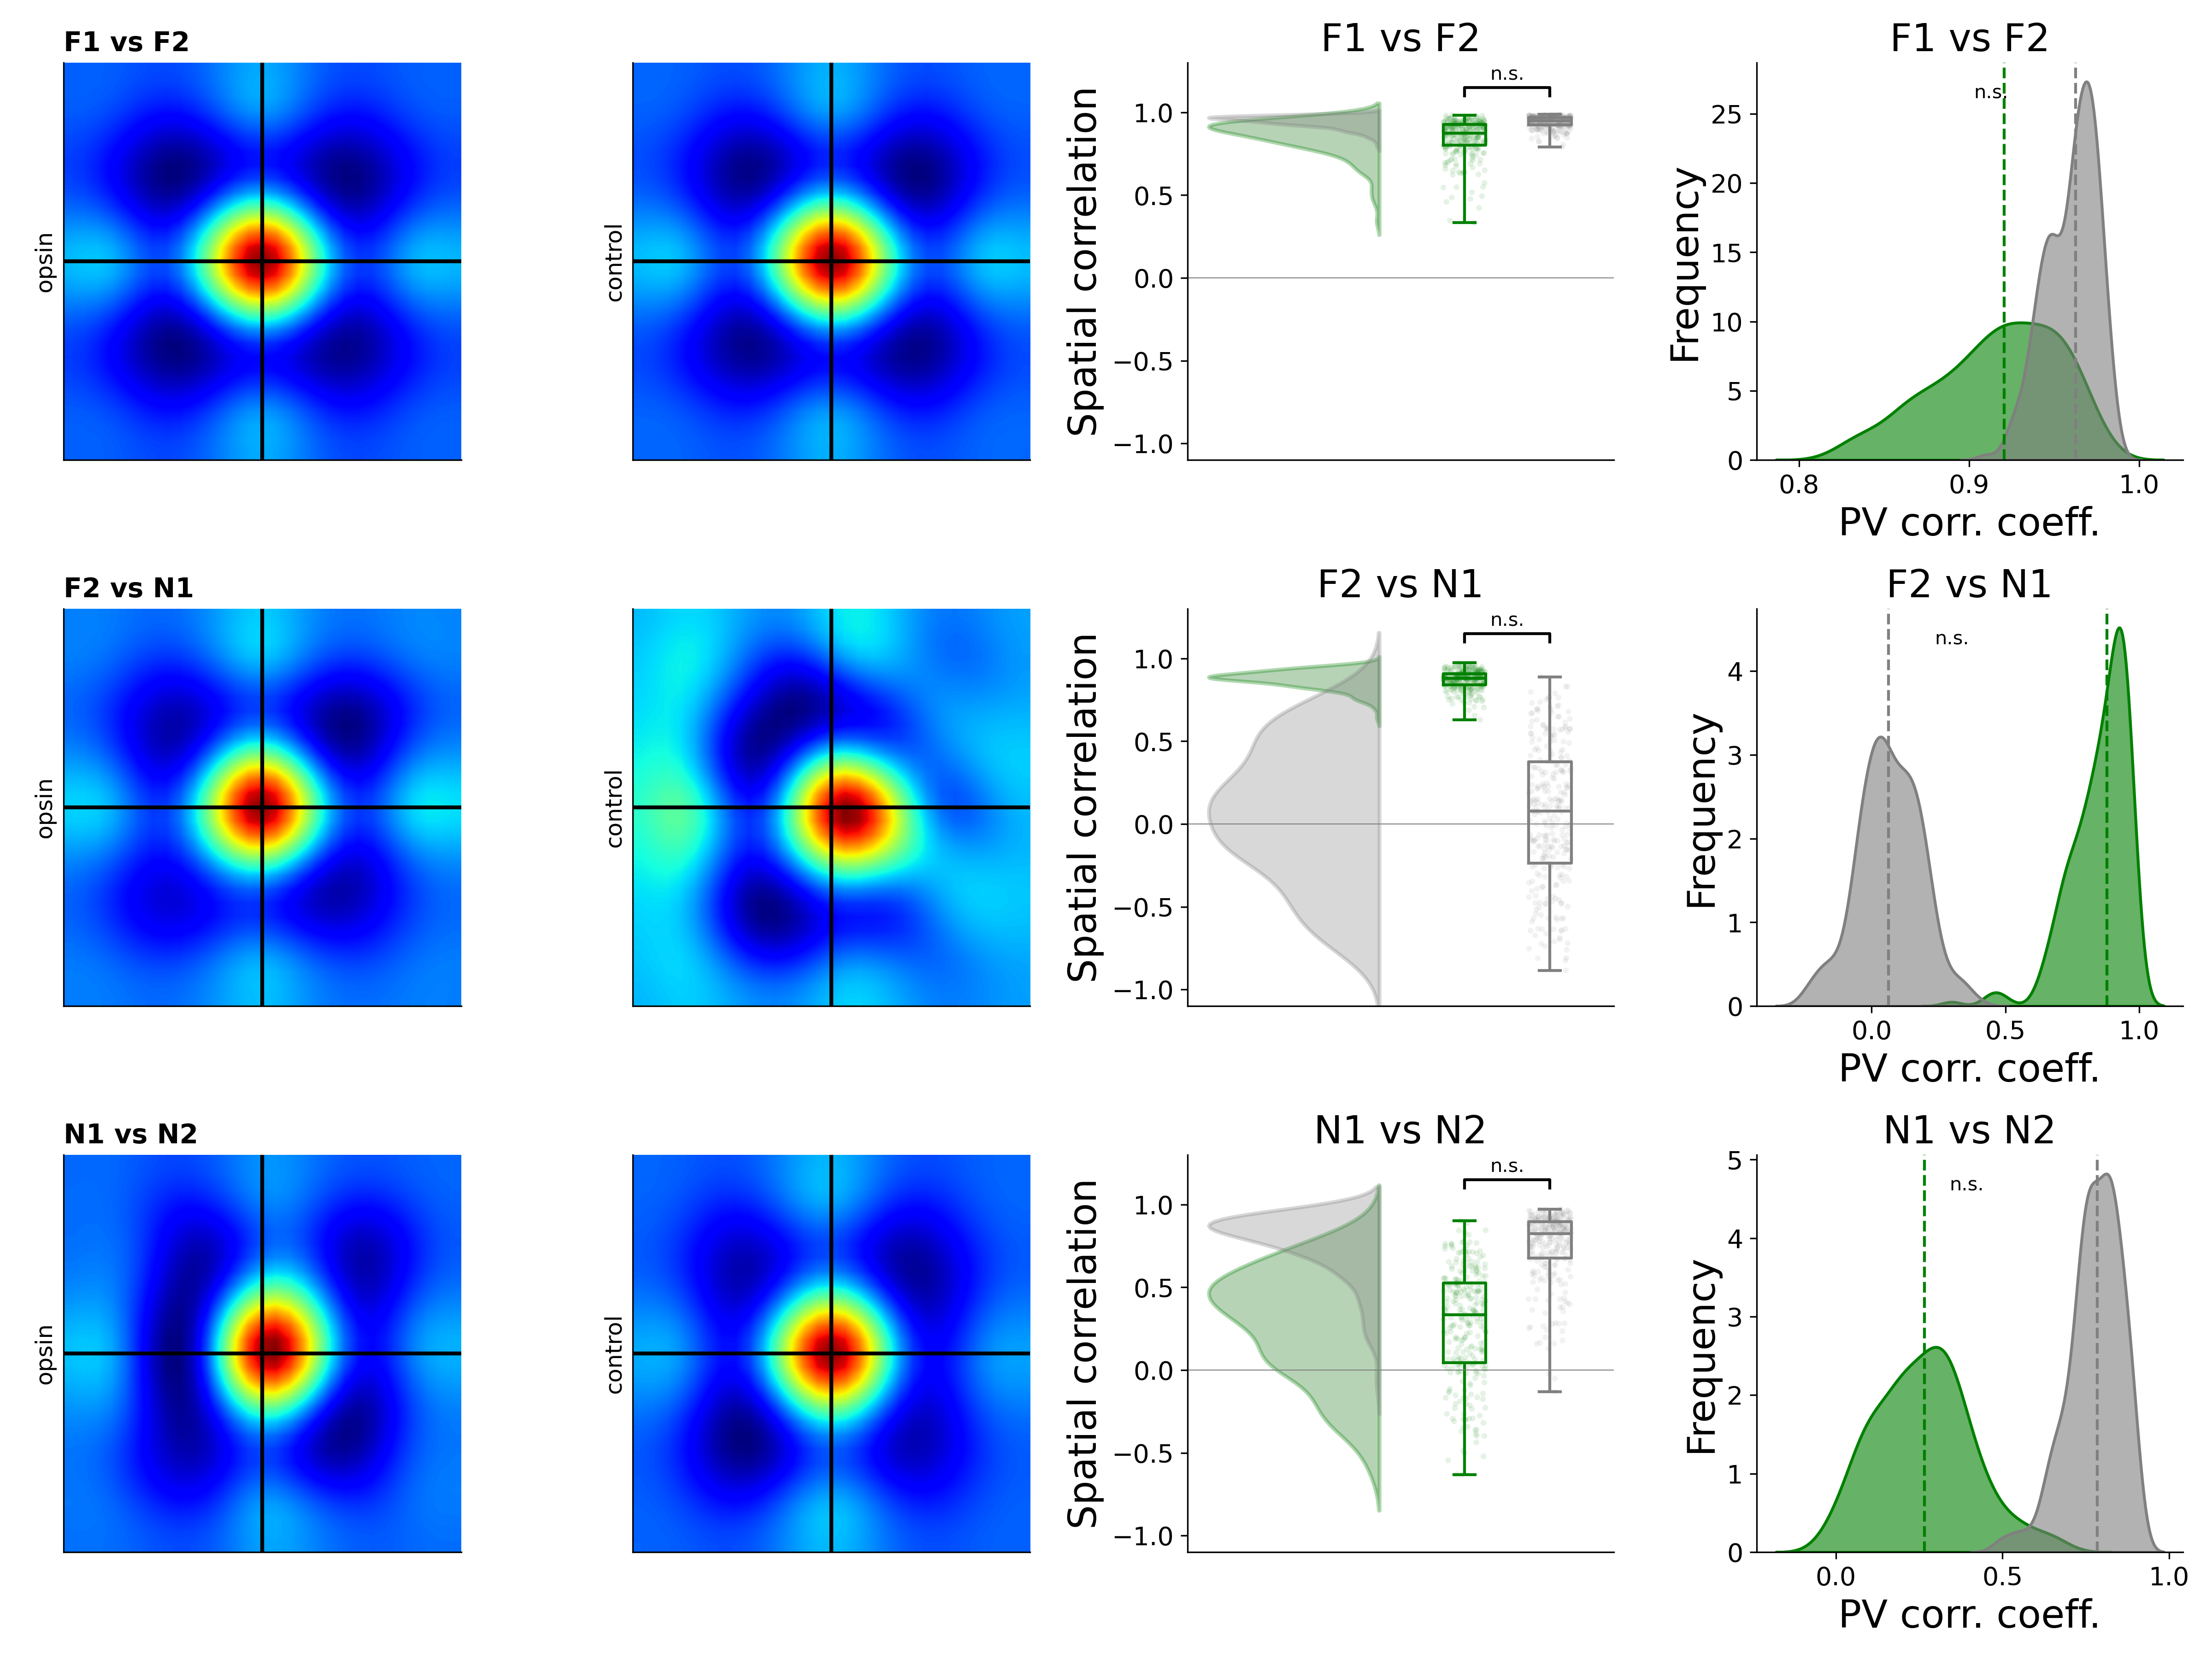 F1 vs F2
opsin
control
F1 vs F2
n.s.
Spatial correlation
1.0
0.5
0.0
−0.5
−1.0
F1 vs F2
n.s.
Frequency
25
20
15
10
5
0
0.8
0.9
1.0
PV corr. coeff.
F2 vs N1
opsin
control
F2 vs N1
n.s.
Spatial correlation
1.0
0.5
0.0
−0.5
−1.0
F2 vs N1
n.s.
Frequency
4
3
2
1
0
0.0
0.5
1.0
PV corr. coeff.
N1 vs N2
opsin
control
N1 vs N2
n.s.
Spatial correlation
1.0
0.5
0.0
−0.5
−1.0
N1 vs N2
n.s.
Frequency
5
4
3
2
1
0
0.0
0.5
1.0
PV corr. coeff.